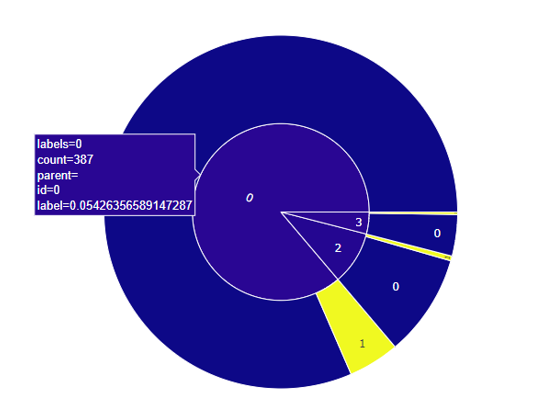 labels=0
count=387
parent=
id=0
label=0.05426356589147287
0
3
0
2
0
1